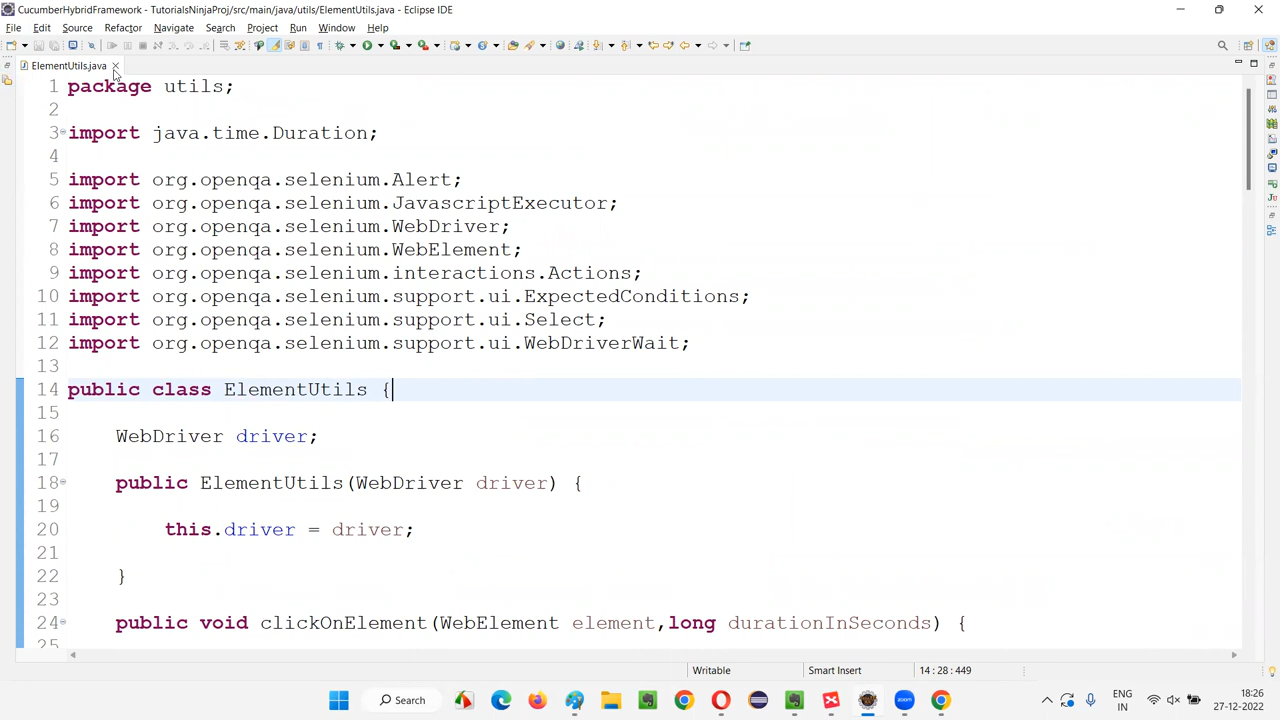 CucumberHybridFramework - TutorialsNinjaProj/src/main/java/utils/ElementUtils.java - Eclipse IDE
File Edit Source Refactor Navigate Search Project Run Window Help
ElementUtils.java
1 package utils;
2
3 import java.time.Duration;
4
5 import org.openqa.selenium.Alert;
6 import org.openqa.selenium.JavascriptExecutor;
7 import org.openqa.selenium.WebDriver;
8 import org.openqa.selenium.WebElement;
9 import org.openqa.selenium.interactions.Actions;
10 import org.openqa.selenium.support.ui.ExpectedConditions;
11 import org.openqa.selenium.support.ui.Select;
12 import org.openqa.selenium.support.ui.WebDriverWait;
13
14 public class ElementUtils {
15
16 WebDriver driver;
17
18 public ElementUtils(WebDriver driver) {
19
20 this.driver = driver;
21
22 }
23
24 public void clickOnElement(WebElement element,long durationInSeconds) {
25
Writable Smart Insert 14 : 28 : 449
Search ENG 18:26
IN 27-12-2022